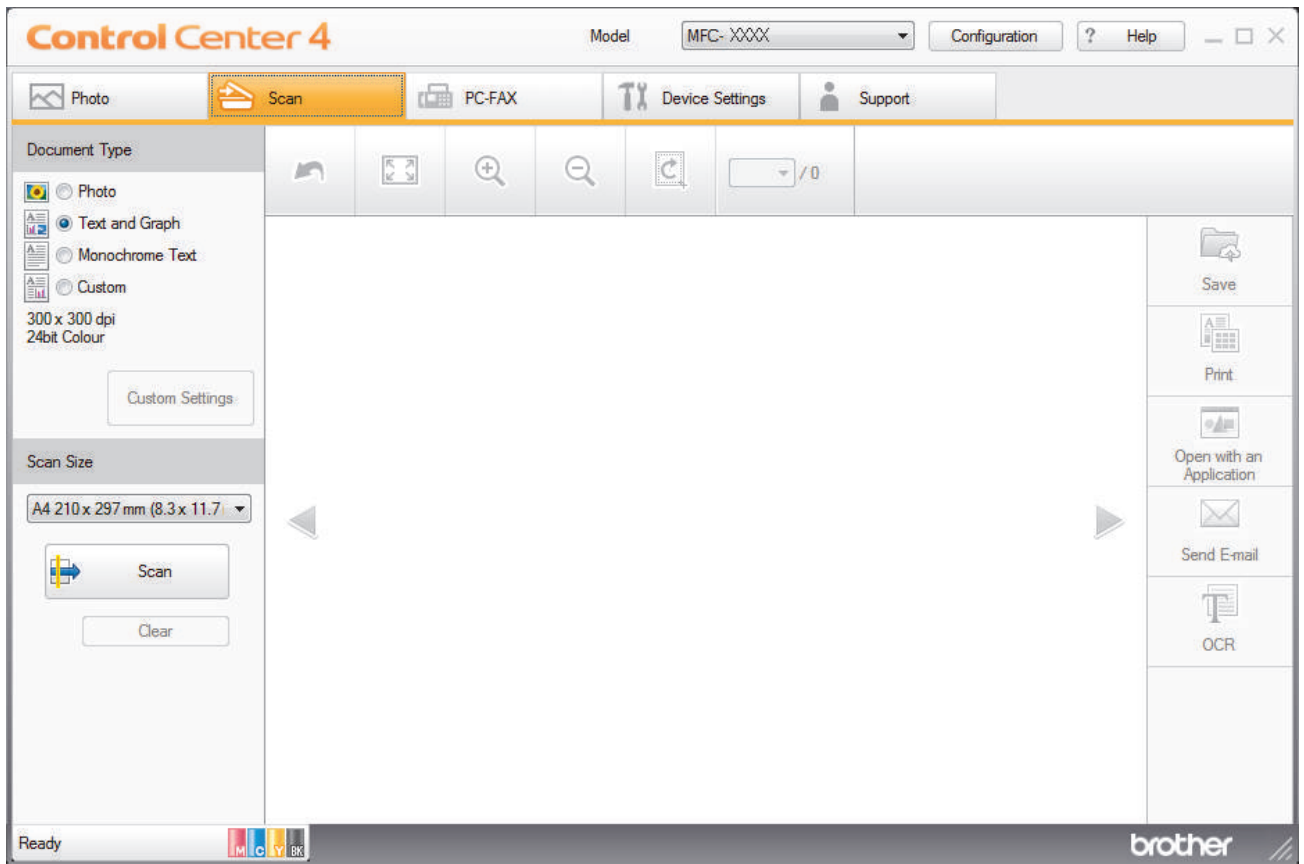 Control Center 4
Model MFC- XXXX Configuration ? Help
Photo Scan PC-FAX Device Settings Support
Document Type
/ 0
Photo
Text and Graph
Monochrome Text
Custom
300 x 300 dpi
24bit Colour
Custom Settings
Scan Size
A4 210 x 297 mm (8.3 x 11.7
Scan
Clear
Save
Print
Open with an
Application
Send E-mail
OCR
Ready M C Y BK brother